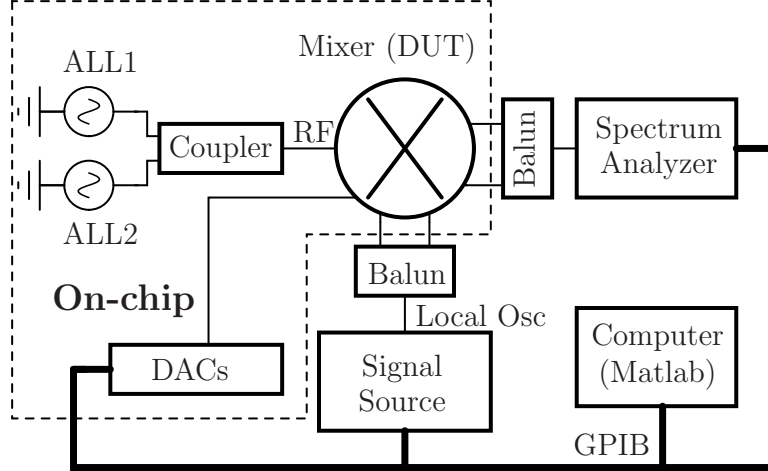 Mixer (DUT)
ALL1
RF
Coupler
Balun
Spectrum
Analyzer
ALL2
Balun
On-chip
Local Osc
DACs
Signal
Source
Computer
(Matlab)
GPIB